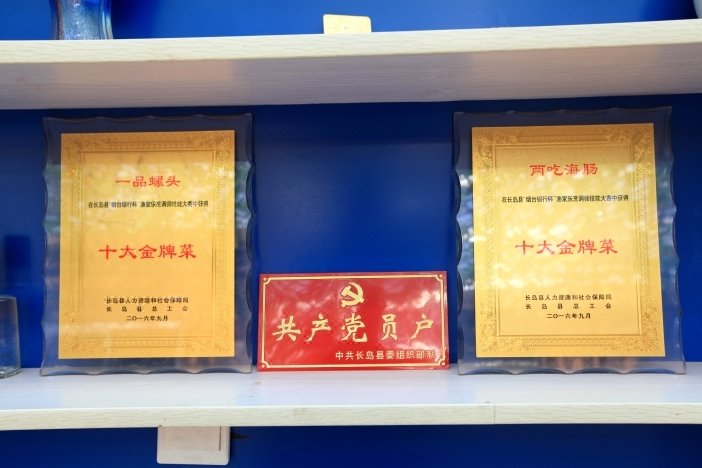 一品螺头
在长岛县“烟台银行杯”渔家乐烹调师技能大赛中获得
十大金牌菜
长岛县人力资源和社会保障局
长岛县总工会
二〇一六年九月
共产党员户
中共长岛县委组织部制
两吃海肠
在长岛县“烟台银行杯”渔家乐烹调师技能大赛中获得
十大金牌菜
长岛县人力资源和社会保障局
长岛县总工会
二〇一六年九月